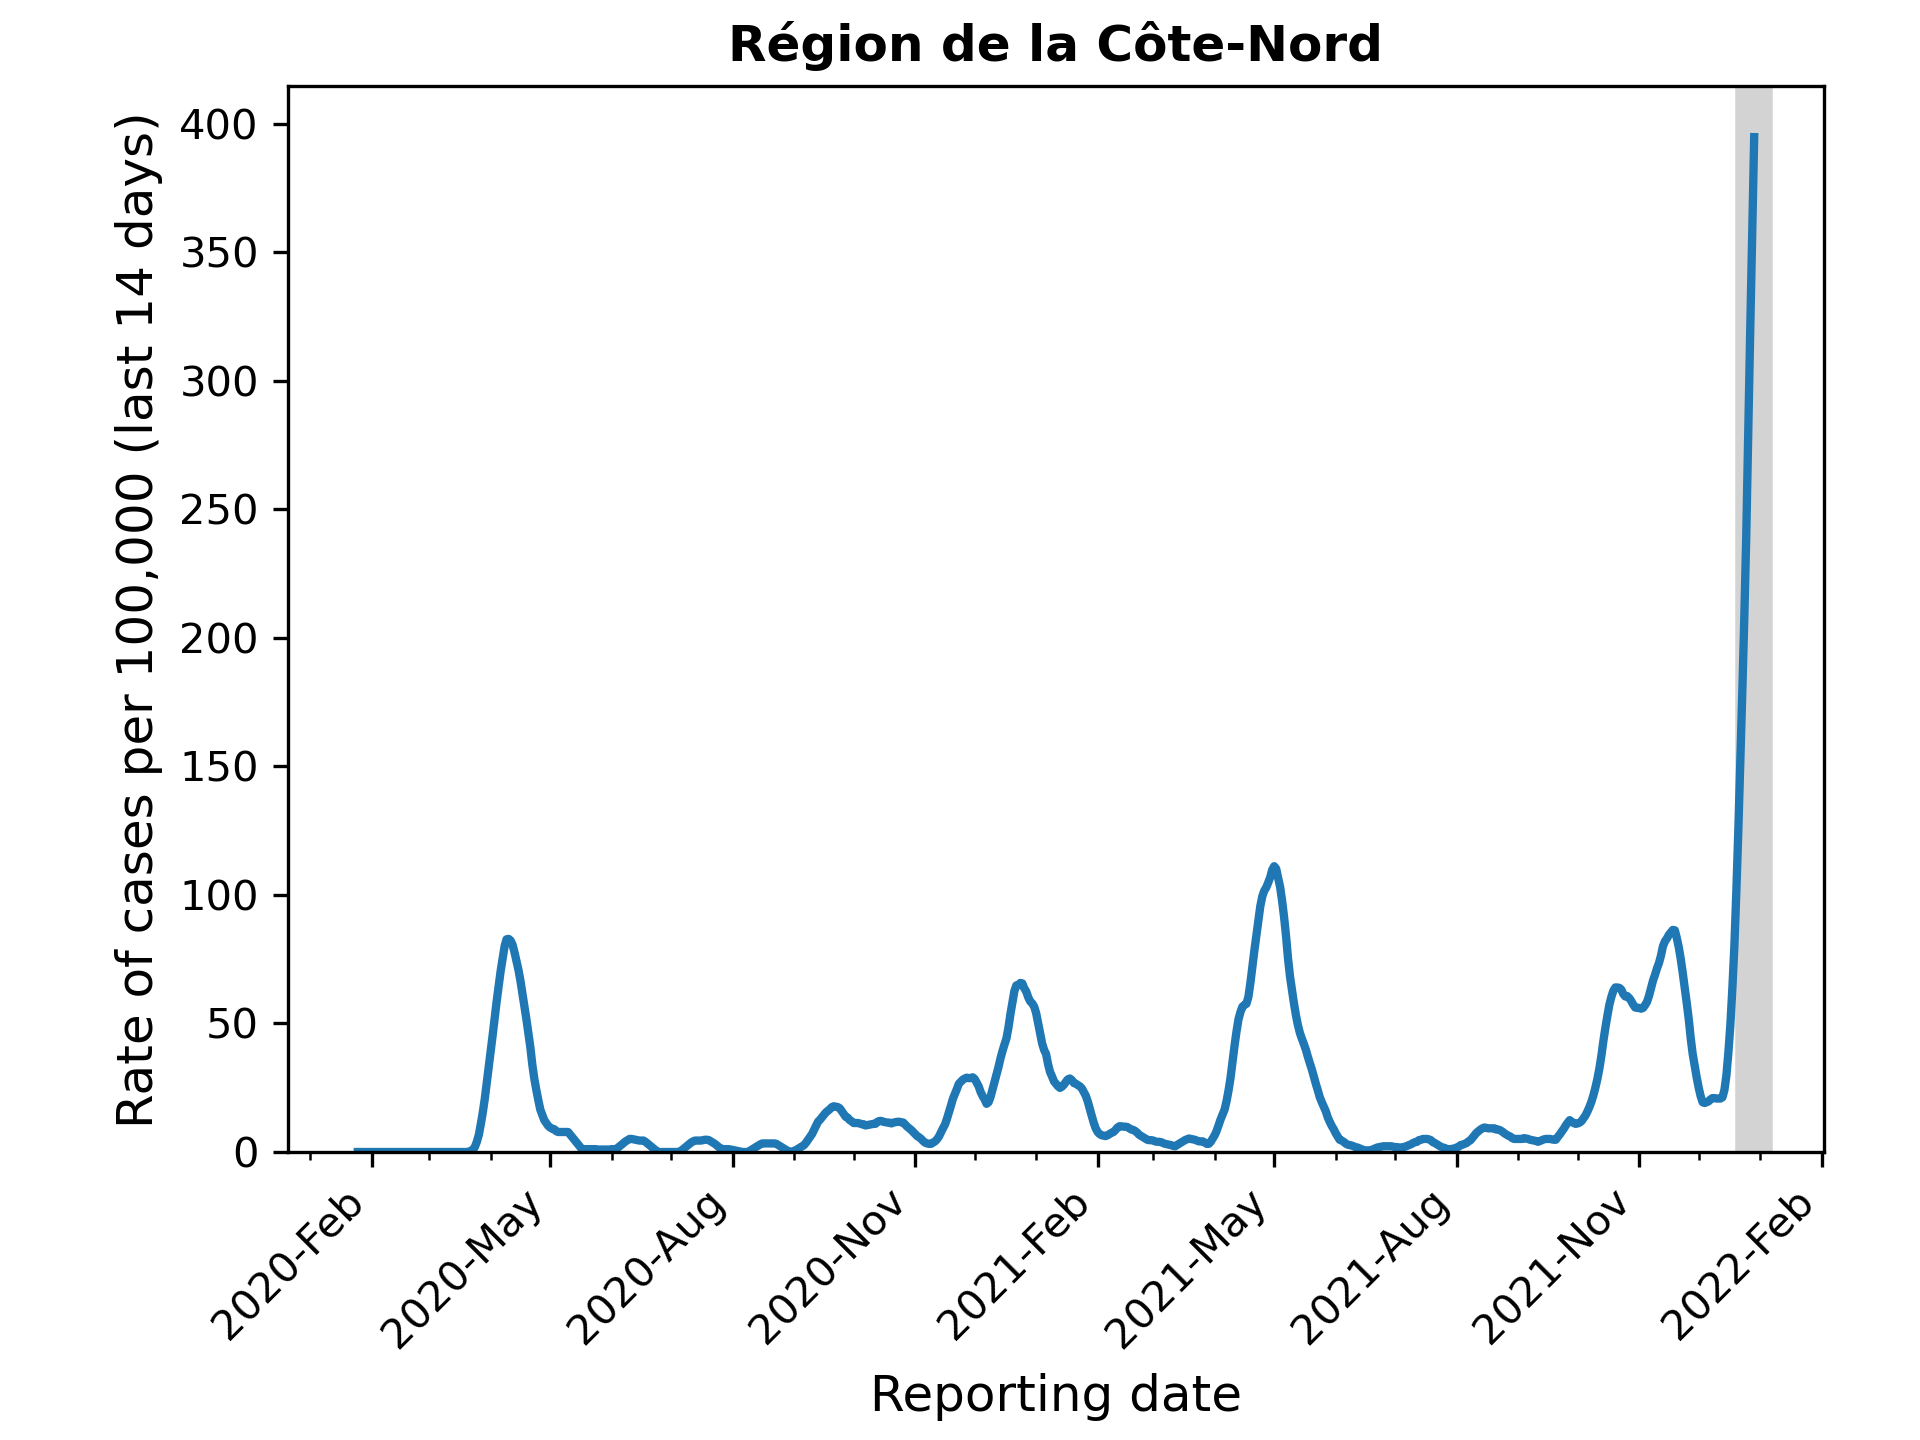 Région de la Côte-Nord
Rate of cases per 100,000 (last 14 days)
400
350
300
250
200
150
100
50
0
2020-Feb
2020-May
2020-Aug
2020-Nov
2021-Feb
2021-May
2021-Aug
2021-Nov
2022-Feb
Reporting date